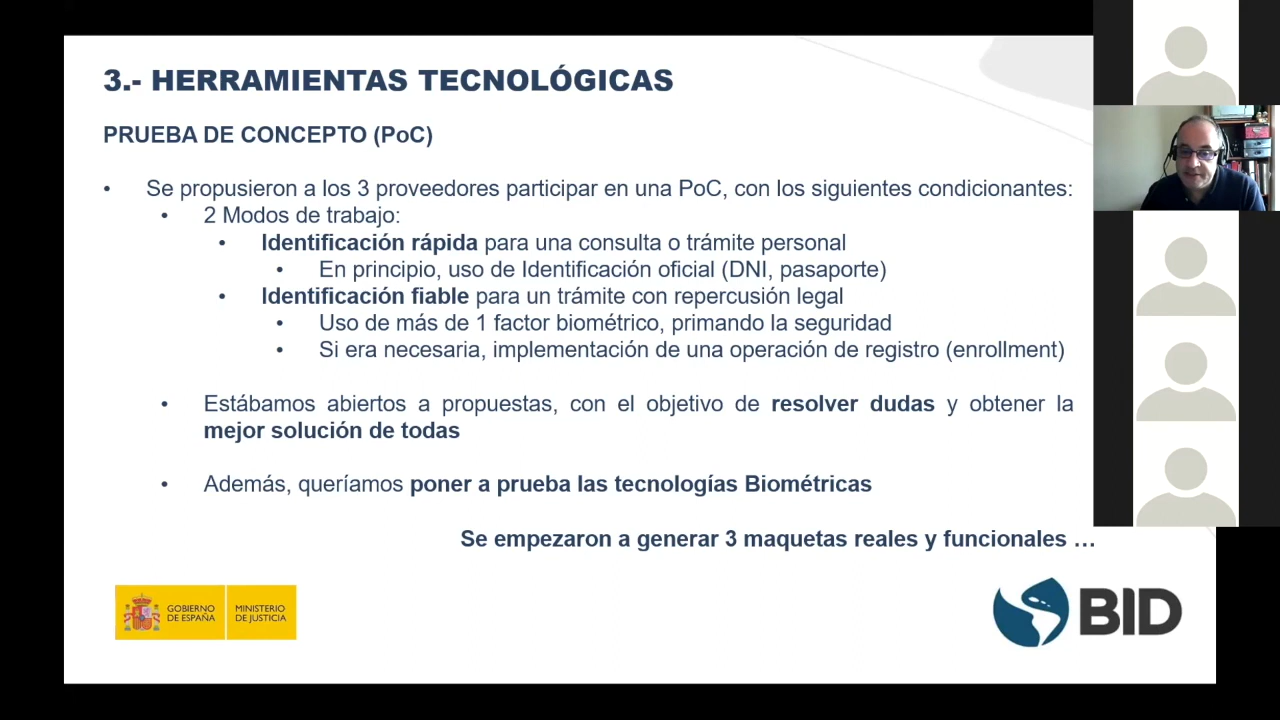 3.- HERRAMIENTAS TECNOLÓGICAS
PRUEBA DE CONCEPTO (PoC)
• Se propusieron a los 3 proveedores participar en una PoC, con los siguientes condicionantes:
• 2 Modos de trabajo:
• Identificación rápida para una consulta o trámite personal
• En principio, uso de Identificación oficial (DNI, pasaporte)
• Identificación fiable para un trámite con repercusión legal
• Uso de más de 1 factor biométrico, primando la seguridad
• Si era necesaria, implementación de una operación de registro (enrollment)
• Estábamos abiertos a propuestas, con el objetivo de resolver dudas y obtener la
mejor solución de todas
• Además, queríamos poner a prueba las tecnologías Biométricas
Se empezaron a generar 3 maquetas reales y funcionales …
GOBIERNO
DE ESPAÑA
MINISTERIO
DE JUSTICIA
BID